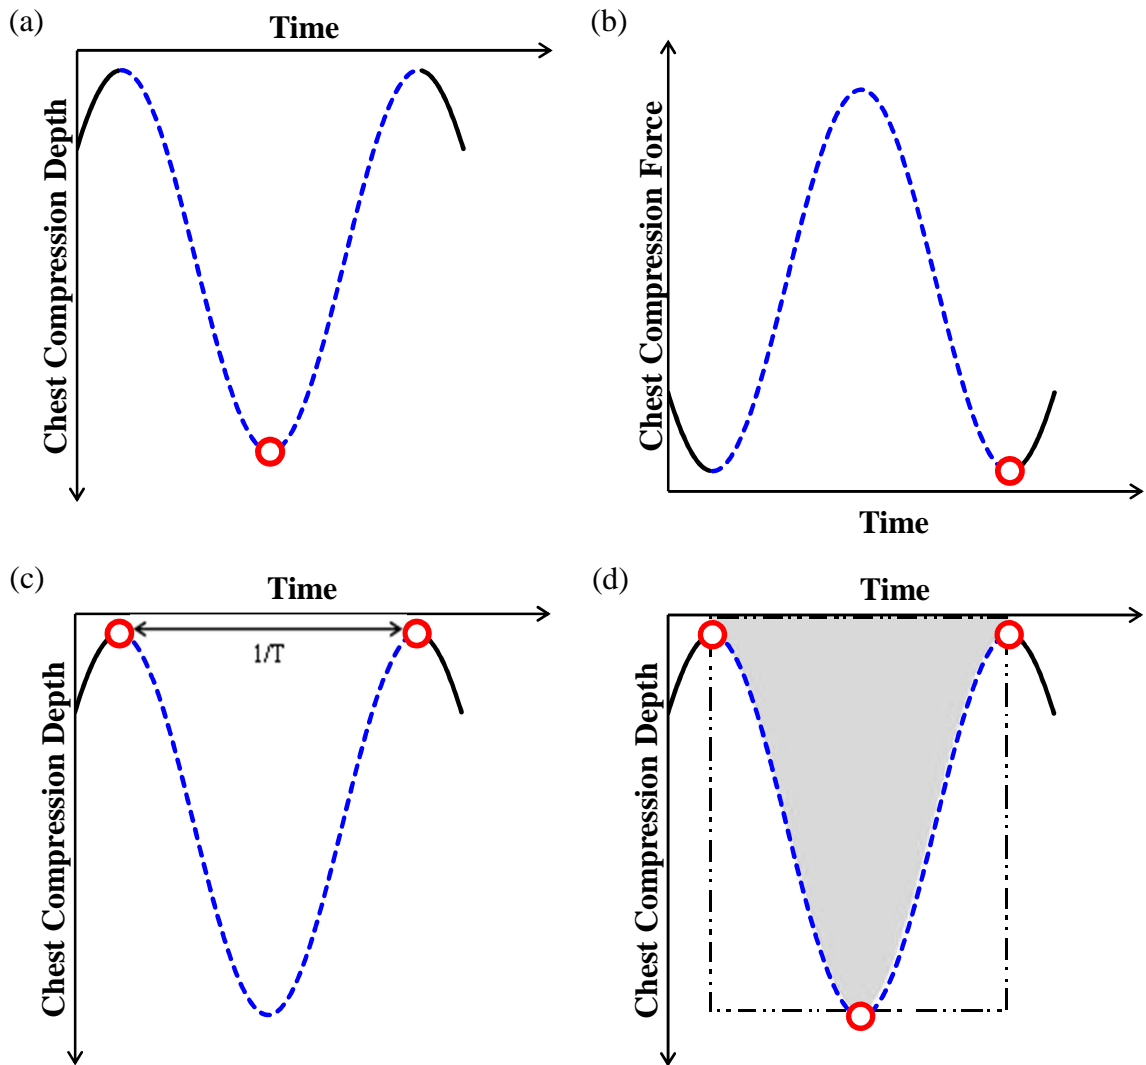 (a)
Time
Chest Compression Depth
(b)
Chest Compression Force
Time
(c)
Time
1/T
Chest Compression Depth
(d)
Time
Chest Compression Depth